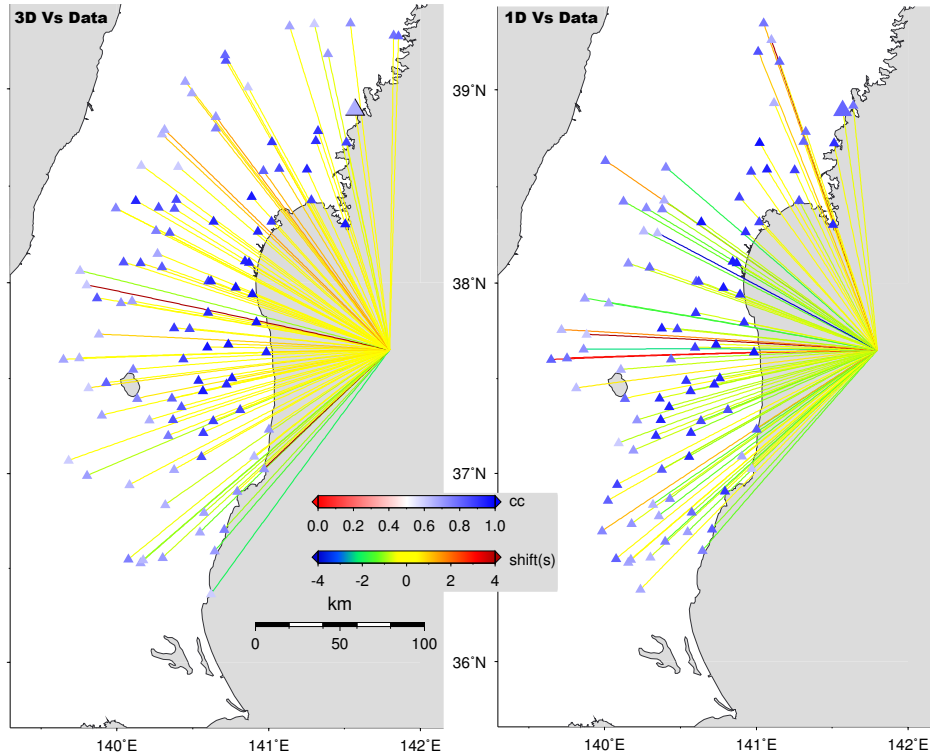 3D Vs Data
1D Vs Data
39°N
38°N
37°N
36°N
cc
0.0 0.2 0.4 0.6 0.8 1.0
shift(s)
-4 -2 0 2 4
km
0 50 100
140°E 141°E 142°E
140°E 141°E 142°E